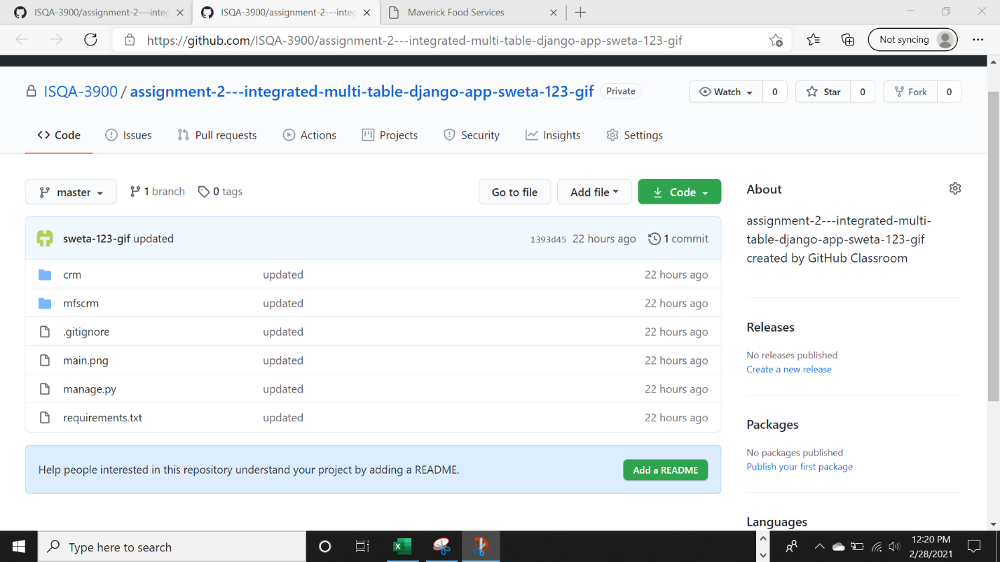 ISQA-3900/assignment-2---integ
ISQA-3900/assignment-2---integ
Maverick Food Services
https://github.com/ISQA-3900/assignment-2---integrated-multi-table-django-app-sweta-123-gif
Not syncing
ISQA-3900 / assignment-2---integrated-multi-table-django-app-sweta-123-gif Private
Watch 0 Star 0 Fork 0
Code Issues Pull requests Actions Projects Security Insights Settings
master 1 branch 0 tags Go to file Add file Code
sweta-123-gif updated 1393d45 22 hours ago 1 commit
crm updated 22 hours ago
mfscrm updated 22 hours ago
.gitignore updated 22 hours ago
main.png updated 22 hours ago
manage.py updated 22 hours ago
requirements.txt updated 22 hours ago
Help people interested in this repository understand your project by adding a README. Add a README
About
assignment-2---integrated-multi-
table-django-app-sweta-123-gif
created by GitHub Classroom
Releases
No releases published
Create a new release
Packages
No packages published
Publish your first package
Languages
Type here to search
12:20 PM
2/28/2021